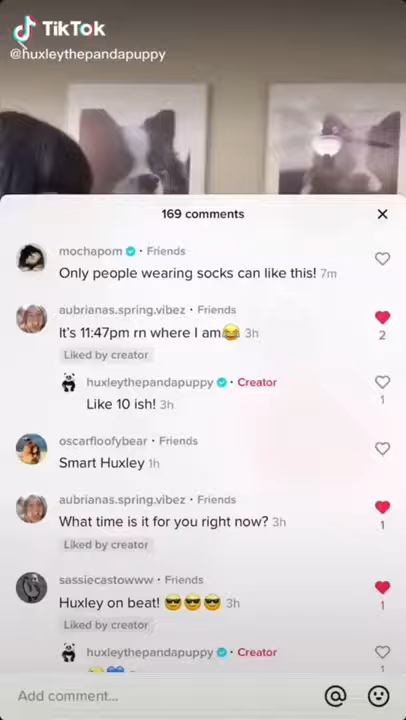 TikTok
@huxleythepandapuppy
169 comments
mochapom · Friends
Only people wearing socks can like this! 7m
aubrianas.spring.vibez · Friends
It's 11:47pm rn where I am😂 3h
2
Liked by creator
huxleythepandapuppy · Creator
Like 10 ish! 3h
1
oscarfloofybear · Friends
Smart Huxley 1h
aubrianas.spring.vibez · Friends
What time is it for you right now? 3h
1
Liked by creator
sassiecastowww · Friends
Huxley on beat! 😎😎😎 3h
1
Liked by creator
huxleythepandapuppy · Creator
1
Add comment...